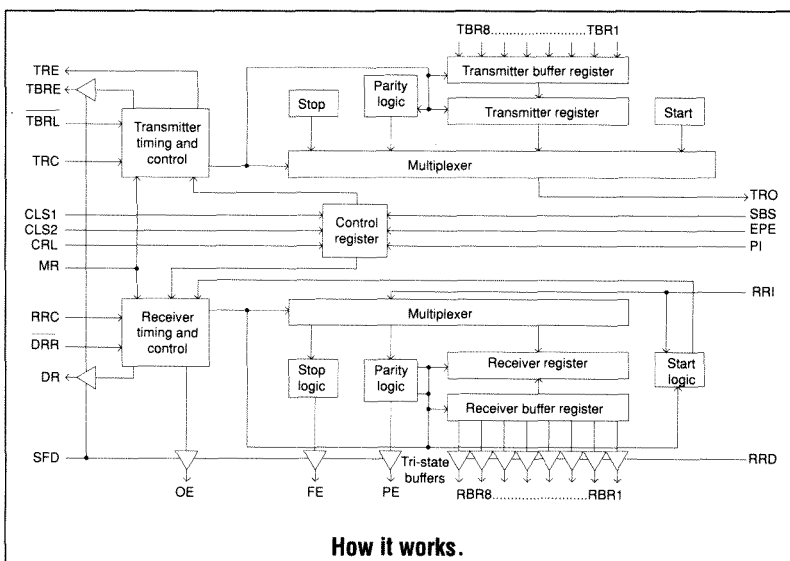 TBR8......................TBR1
TRE
TBRE
Transmitter buffer register
Parity
logic
Stop
Transmitter register
Start
TBRL
Transmitter
timing and
control
TRC
Multiplexer
TRO
CLS1
SBS
CLS2
Control
register
EPE
CRL
PI
MR
RRI
RRC
Receiver
timing and
control
Multiplexer
DRR
Stop
logic
Parity
logic
Receiver register
Start
logic
DR
Receiver buffer register
SFD
Tri-state
buffers
RRD
OE
FE
PE
RBR8......................RBR1
How it works.